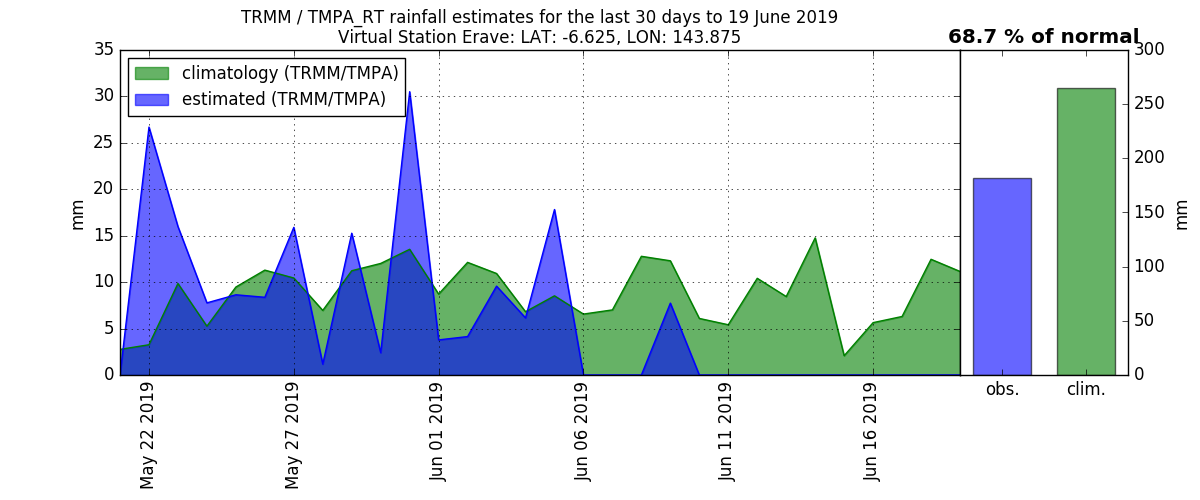 TRMM / TMPA_RT rainfall estimates for the last 30 days to 19 June 2019
Virtual Station Erave: LAT: -6.625, LON: 143.875
68.7 % of normal
climatology (TRMM/TMPA)
estimated (TRMM/TMPA)
35
30
25
20
15
10
5
0
mm
May 22 2019
May 27 2019
Jun 01 2019
Jun 06 2019
Jun 11 2019
Jun 16 2019
300
250
200
150
100
50
0
mm
obs.
clim.